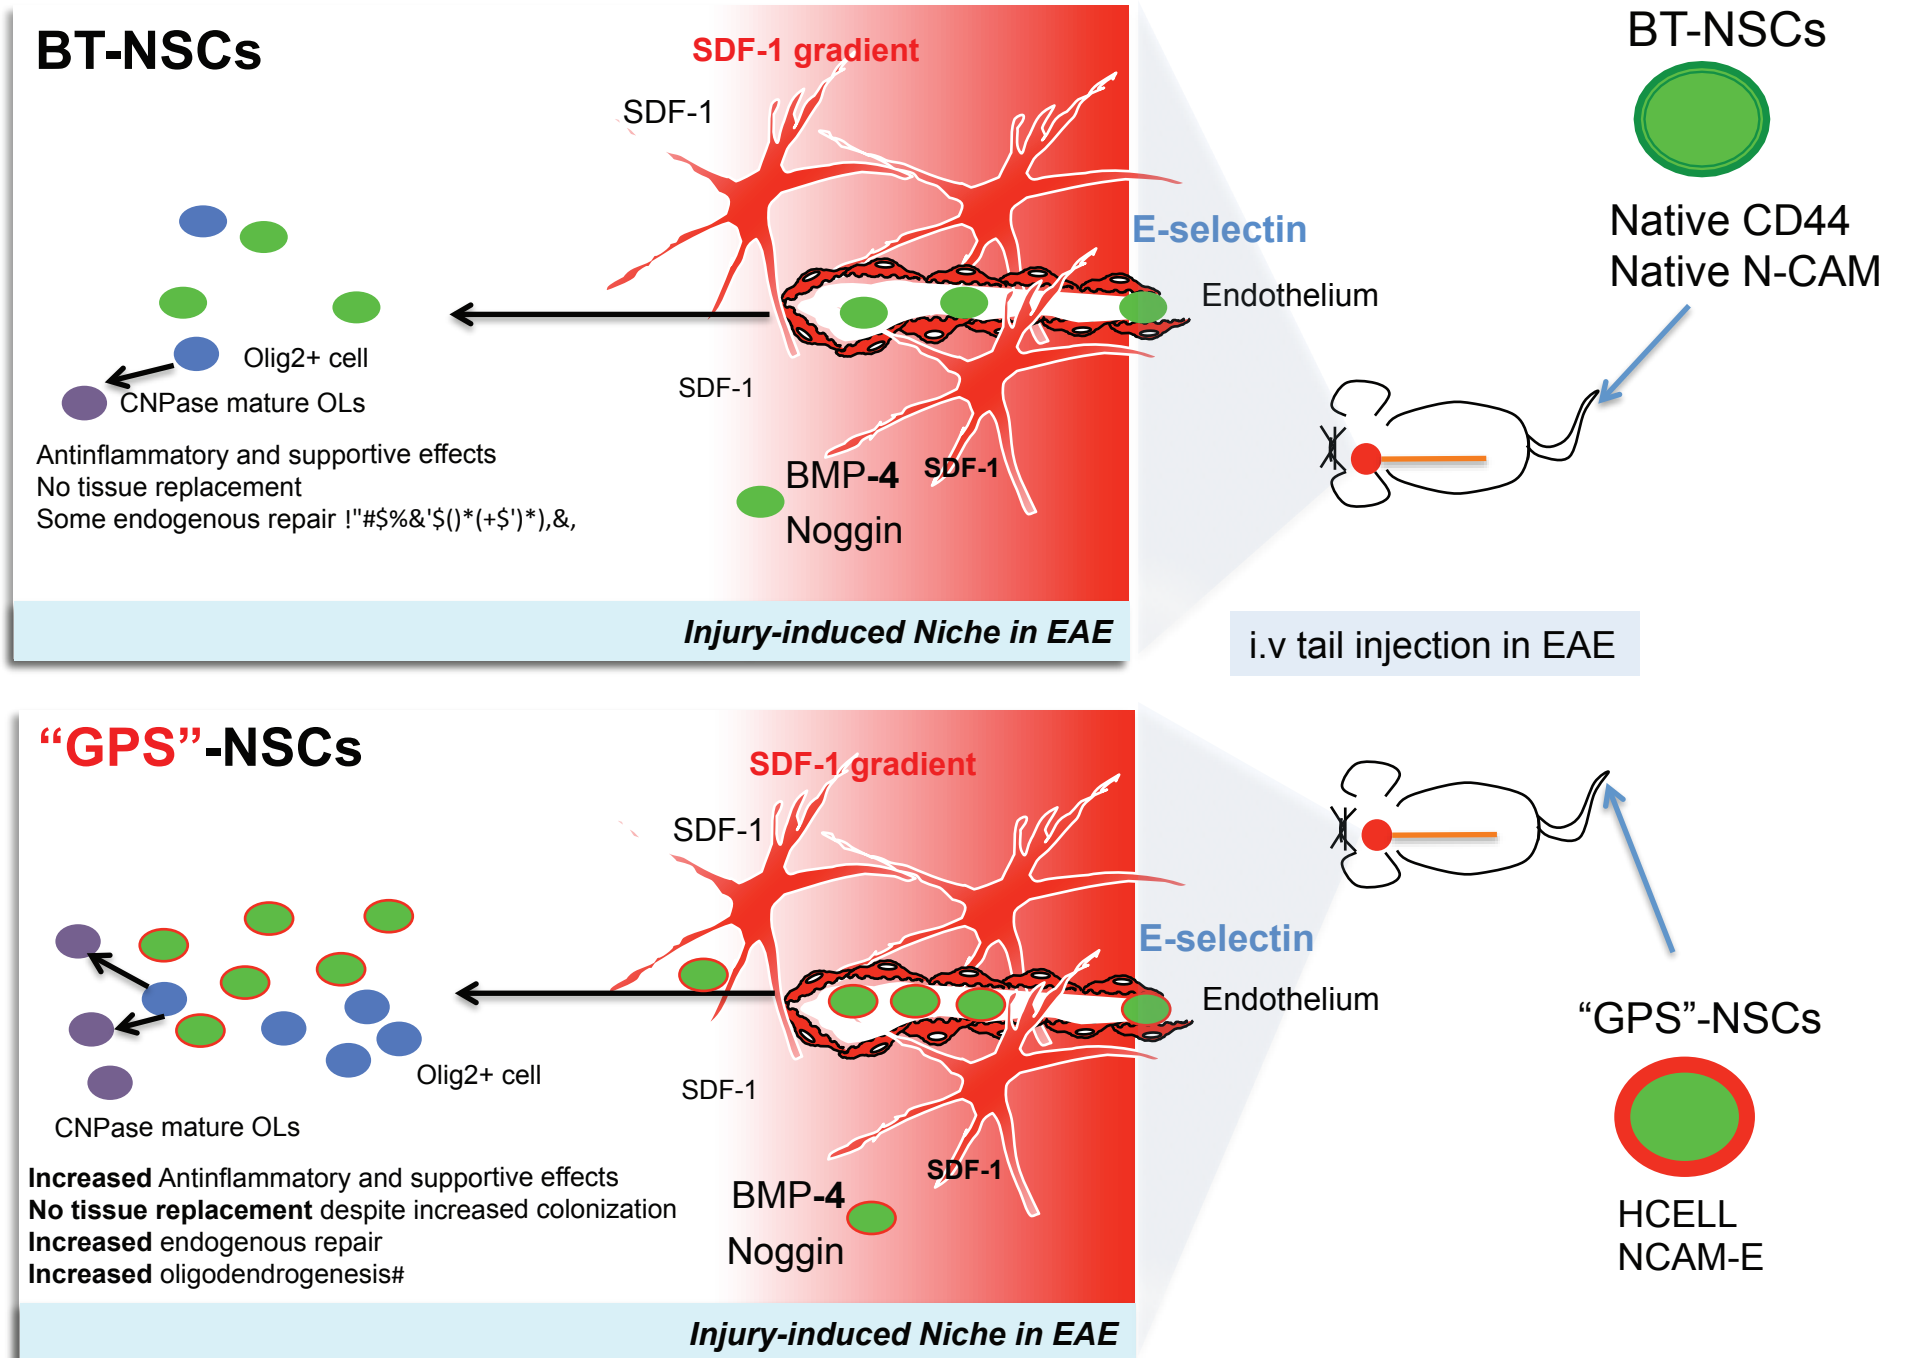 BT-NSCs
SDF-1 gradient
SDF-1
E-selectin
Endothelium
Olig2+ cell
CNPase mature OLs
SDF-1
Antinflammatory and supportive effects
No tissue replacement
Some endogenous repair !"#$%&'$()*(+$')*),&,
BMP-4
SDF-1
Noggin
Injury-induced Niche in EAE
BT-NSCs
Native CD44
Native N-CAM
i.v tail injection in EAE
“GPS”-NSCs
SDF-1 gradient
SDF-1
E-selectin
Endothelium
Olig2+ cell
SDF-1
CNPase mature OLs
Increased Antinflammatory and supportive effects
No tissue replacement despite increased colonization
Increased endogenous repair
Increased oligodendrogenesis#
SDF-1
BMP-4
Noggin
Injury-induced Niche in EAE
“GPS”-NSCs
HCELL
NCAM-E